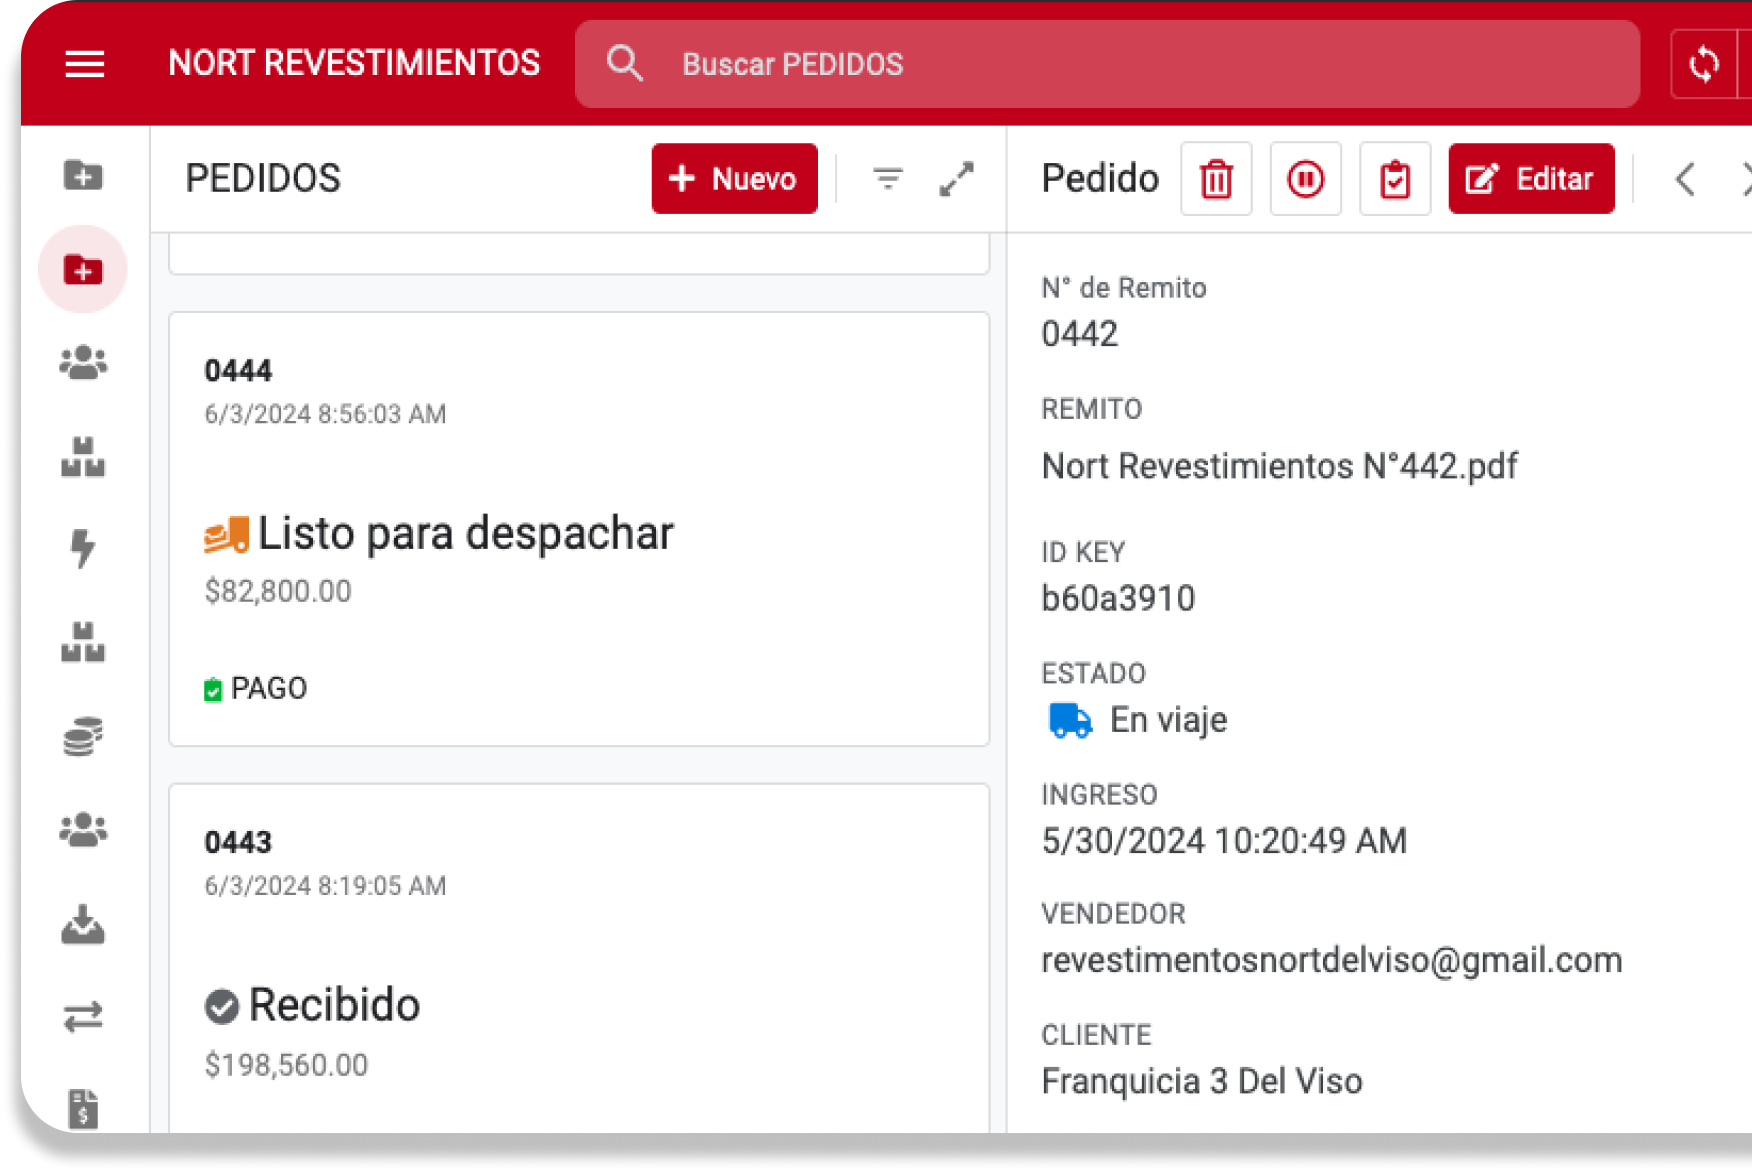 NORT REVESTIMIENTOS
Buscar PEDIDOS
PEDIDOS
Nuevo
0444
6/3/2024 8:56:03 AM
Listo para despachar
$82,800.00
PAGO
0443
6/3/2024 8:19:05 AM
Recibido
$198,560.00
Pedido
Editar
N° de Remito
0442
REMITO
Nort Revestimientos N°442.pdf
ID KEY
b60a3910
ESTADO
En viaje
INGRESO
5/30/2024 10:20:49 AM
VENDEDOR
revestimentosnortdelviso@gmail.com
CLIENTE
Franquicia 3 Del Viso